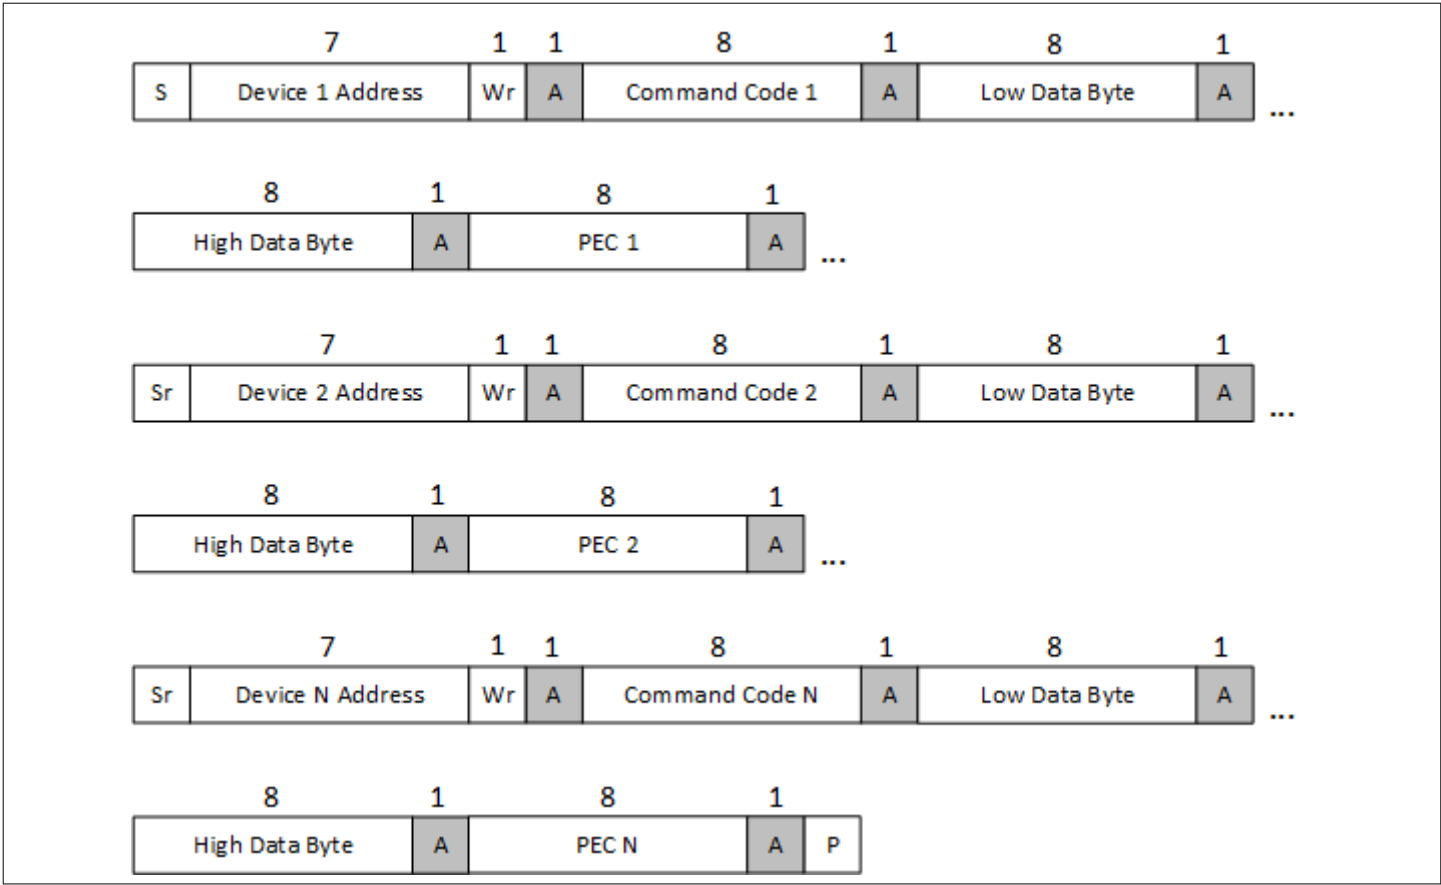 7 1 1 8 1 8 1
S Device 1 Address Wr A Command Code 1 A Low Data Byte A ...
8 1 8 1
High Data Byte A PEC 1 A ...
7 1 1 8 1 8 1
Sr Device 2 Address Wr A Command Code 2 A Low Data Byte A ...
8 1 8 1
High Data Byte A PEC 2 A ...
7 1 1 8 1 8 1
Sr Device N Address Wr A Command Code N A Low Data Byte A ...
8 1 8 1
High Data Byte A PEC N A P